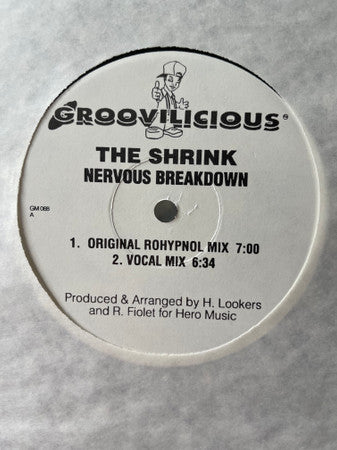 GROOVILICIOUS®
THE SHRINK
NERVOUS BREAKDOWN
GM 088
A
1. ORIGINAL ROHYPNOL MIX 7:00
2. VOCAL MIX 6:34
Produced & Arranged by H. Lookers
and R. Fiolet for Hero Music